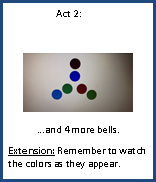 Act 2:
...and 4 more bells.
Extension: Remember to watch
the colors as they appear.